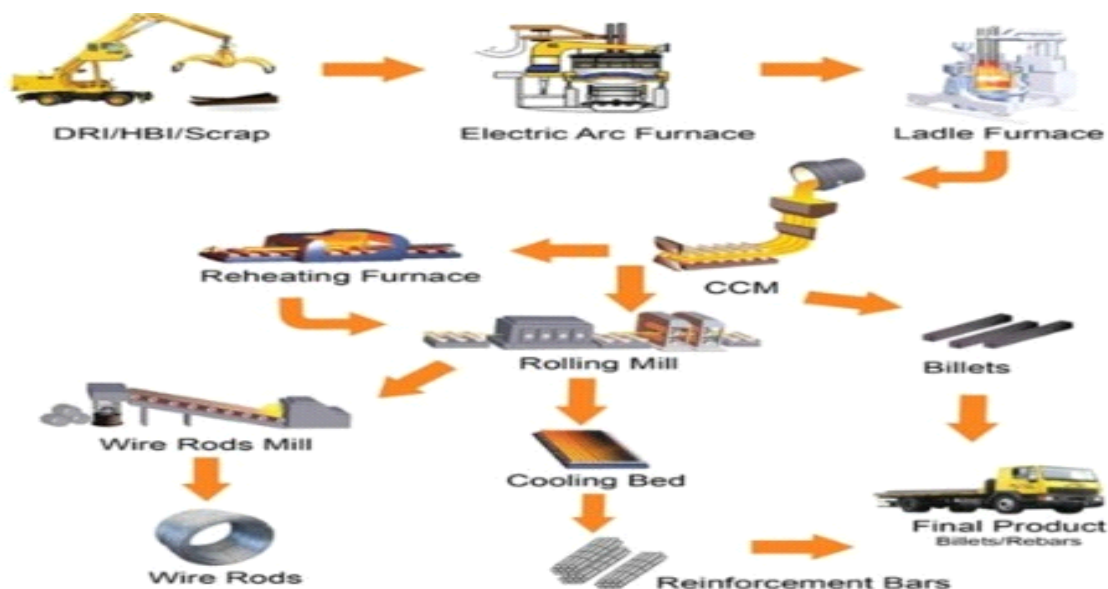 DRI/HBI/Scrap
Electric Arc Furnace
Ladle Furnace
Reheating Furnace
CCM
Rolling Mill
Billets
Wire Rods Mill
Cooling Bed
Final Product
Billets/Rebars
Wire Rods
Reinforcement Bars